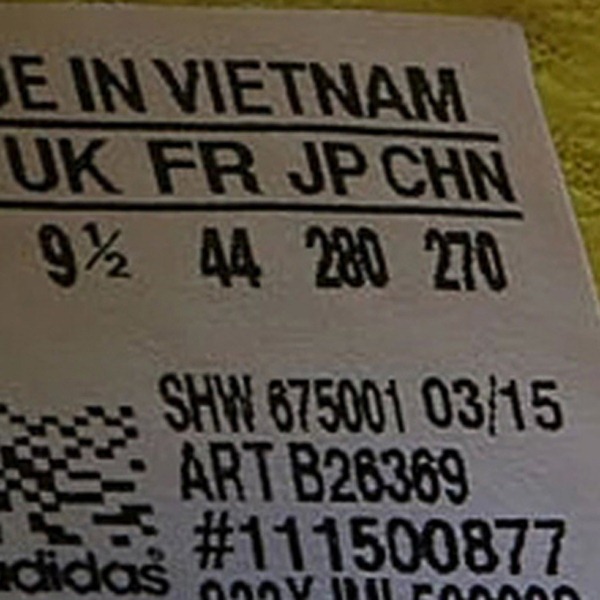 DE IN VIETNAM
UK FR JP CHN
9½ 44 280 270
SHW 675001 03/15
ART B26369
#111500877
adidas